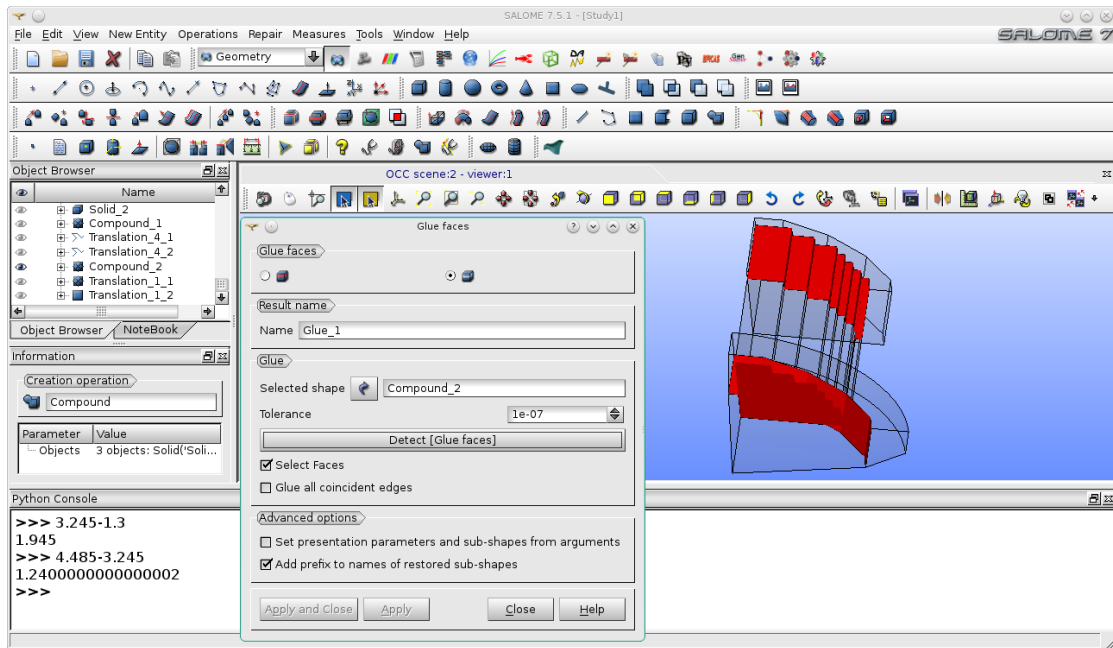 SALOME 7.5.1 - [Study1]
File Edit View New Entity Operations Repair Measures Tools Window Help
SALOME 7
Geometry
Object Browser
OCC scene:2 - viewer:1
Name
Solid_2
Compound_1
Translation_4_1
Translation_4_2
Compound_2
Translation_1_1
Translation_1_2
Object Browser
NoteBook
Information
Creation operation
Compound
Parameter Value
Objects 3 objects: Solid('Soli...
Glue faces
Glue faces
Result name
Name Glue_1
Glue
Selected shape Compound_2
Tolerance 1e-07
Detect [Glue faces]
Select Faces
Glue all coincident edges
Advanced options
Set presentation parameters and sub-shapes from arguments
Add prefix to names of restored sub-shapes
Apply and Close Apply Close Help
Python Console
>>> 3.245-1.3
1.945
>>> 4.485-3.245
1.2400000000000002
>>>